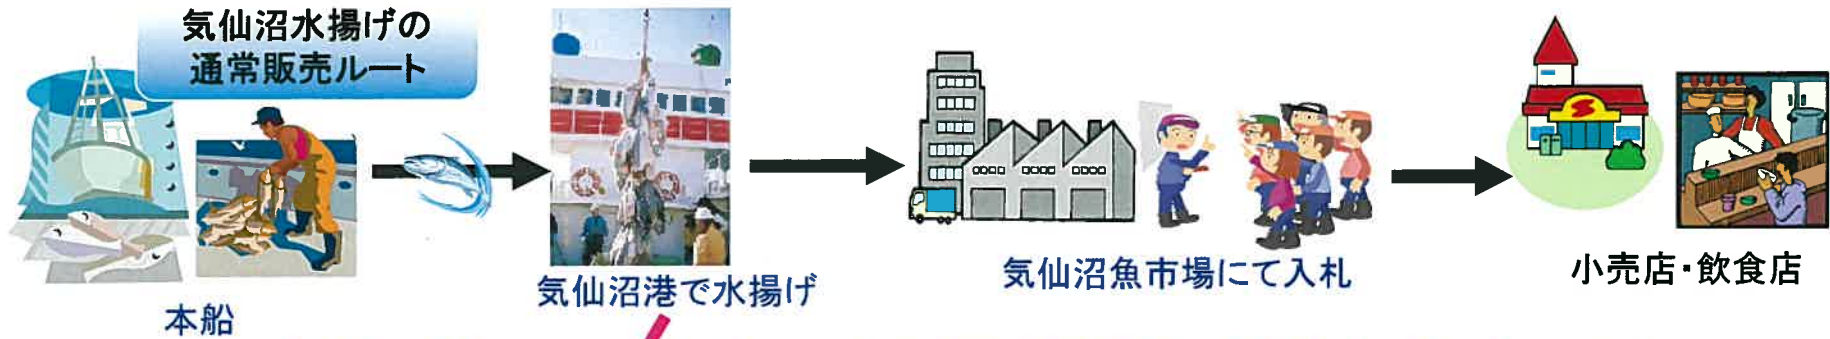 気仙沼水揚げの
通常販売ルート
本船
気仙沼港で水揚げ
気仙沼魚市場にて入札
小売店・飲食店